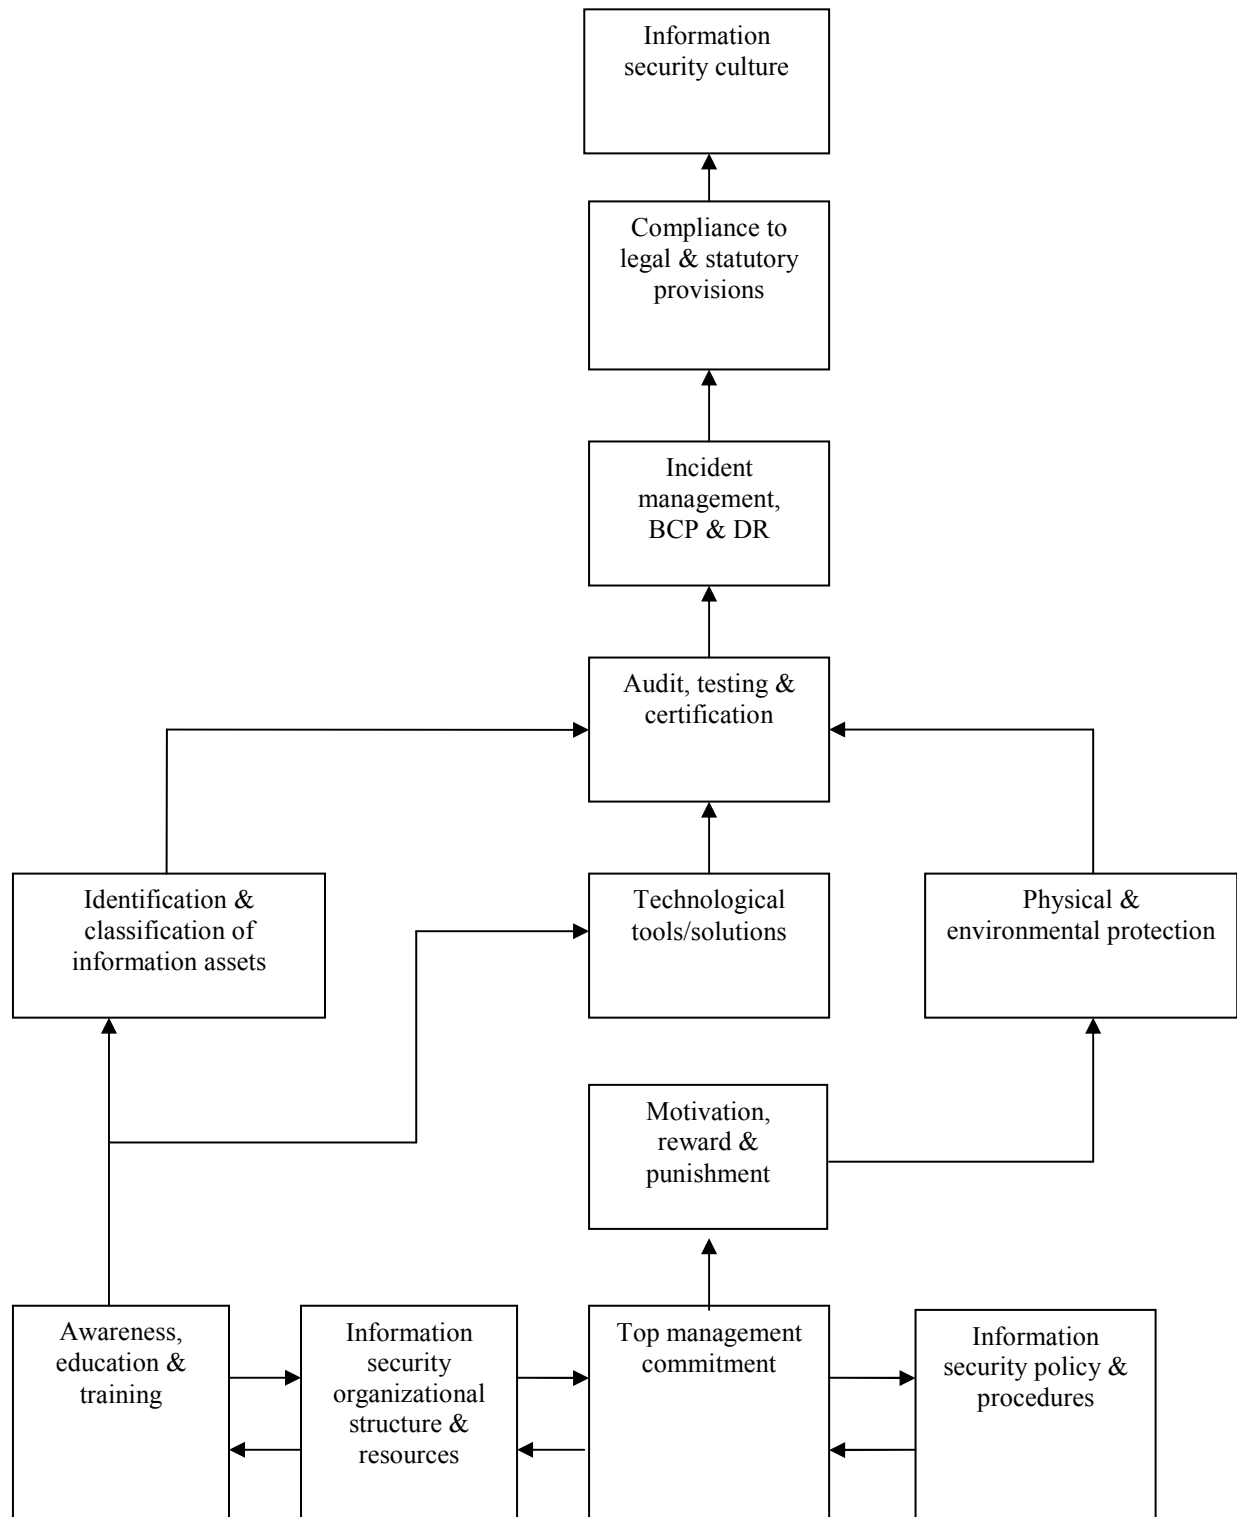 Information
security culture
Compliance to
legal & statutory
provisions
Incident
management,
BCP & DR
Audit, testing &
certification
Identification &
classification of
information assets
Technological
tools/solutions
Physical &
environmental protection
Motivation,
reward &
punishment
Awareness,
education &
training
Information
security
organizational
structure &
resources
Top management
commitment
Information
security policy &
procedures